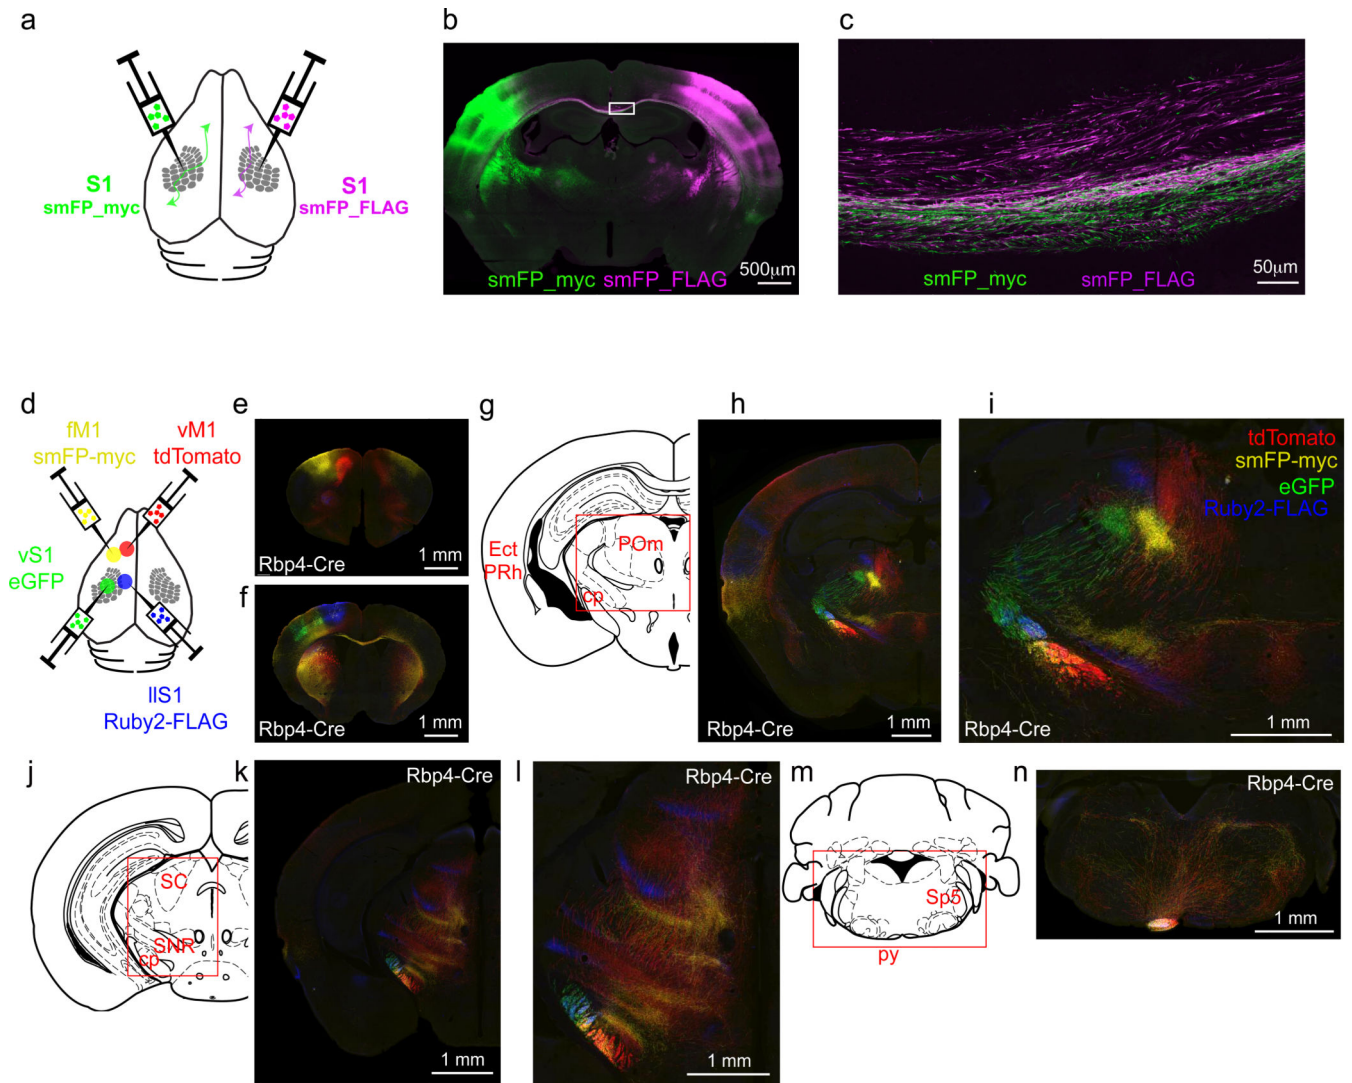 a
S1
smFP_myc
S1
smFP_FLAG
b
smFP_myc
smFP_FLAG
500μm
c
smFP_myc
smFP_FLAG
50μm
d
fM1
smFP-myc
vM1
tdTomato
vS1
eGFP
llS1
Ruby2-FLAG
e
Rbp4-Cre
1 mm
f
Rbp4-Cre
1 mm
g
Ect
PRh
POm
cp
h
Rbp4-Cre
1 mm
i
tdTomato
smFP-myc
eGFP
Ruby2-FLAG
Rbp4-Cre
1 mm
j
SC
SNR
cp
k
Rbp4-Cre
1 mm
l
Rbp4-Cre
1 mm
m
Sp5
py
n
Rbp4-Cre
1 mm